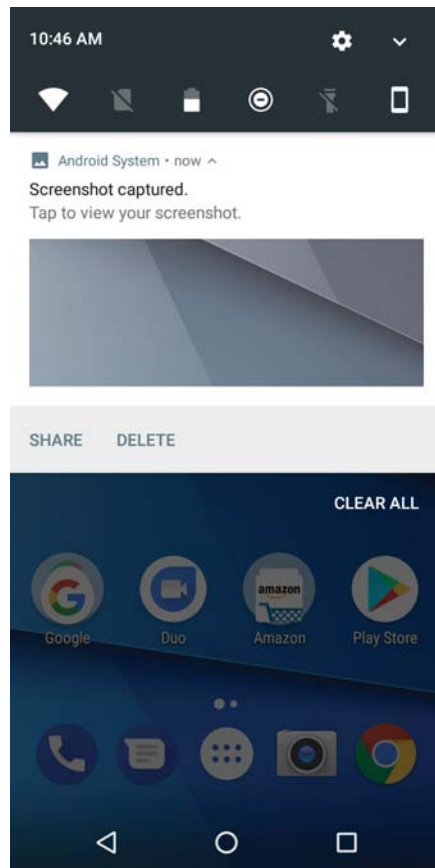 10:46 AM
Android System • now
Screenshot captured.
Tap to view your screenshot.
SHARE DELETE
CLEAR ALL
amazon
Google Duo Amazon Play Store